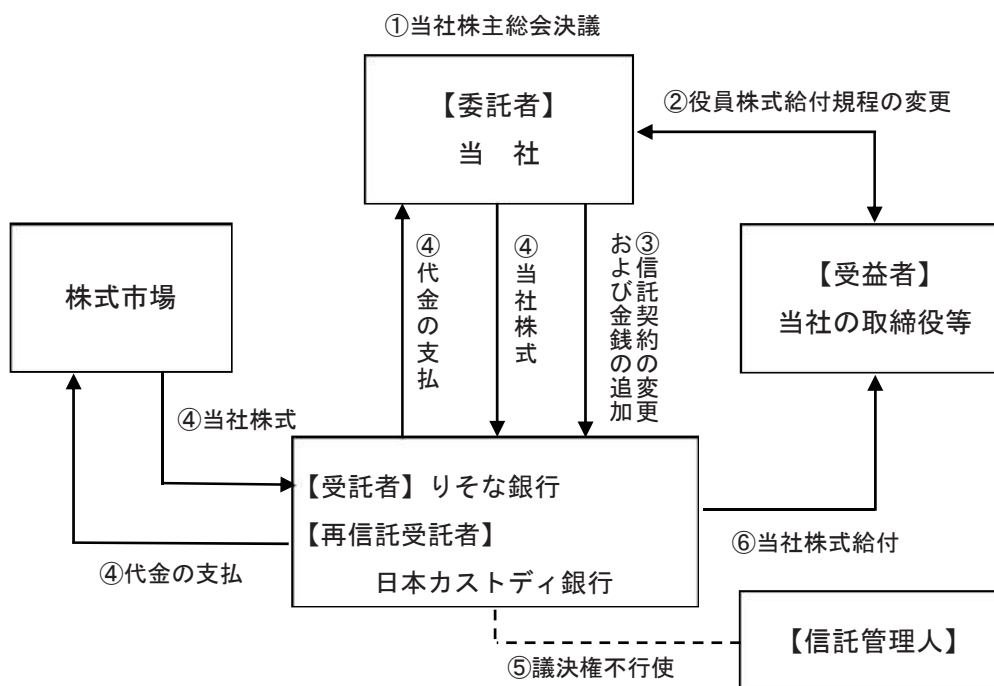 ①当社株主総会決議
【委託者】
当　社
②役員株式給付規程の変更
株式市場
④代金の支払
④当社株式
③信託契約の変更
および金銭の追加
【受益者】
当社の取締役等
④当社株式
【受託者】りそな銀行
【再信託受託者】
日本カストディ銀行
④代金の支払
⑥当社株式給付
⑤議決権不行使
【信託管理人】